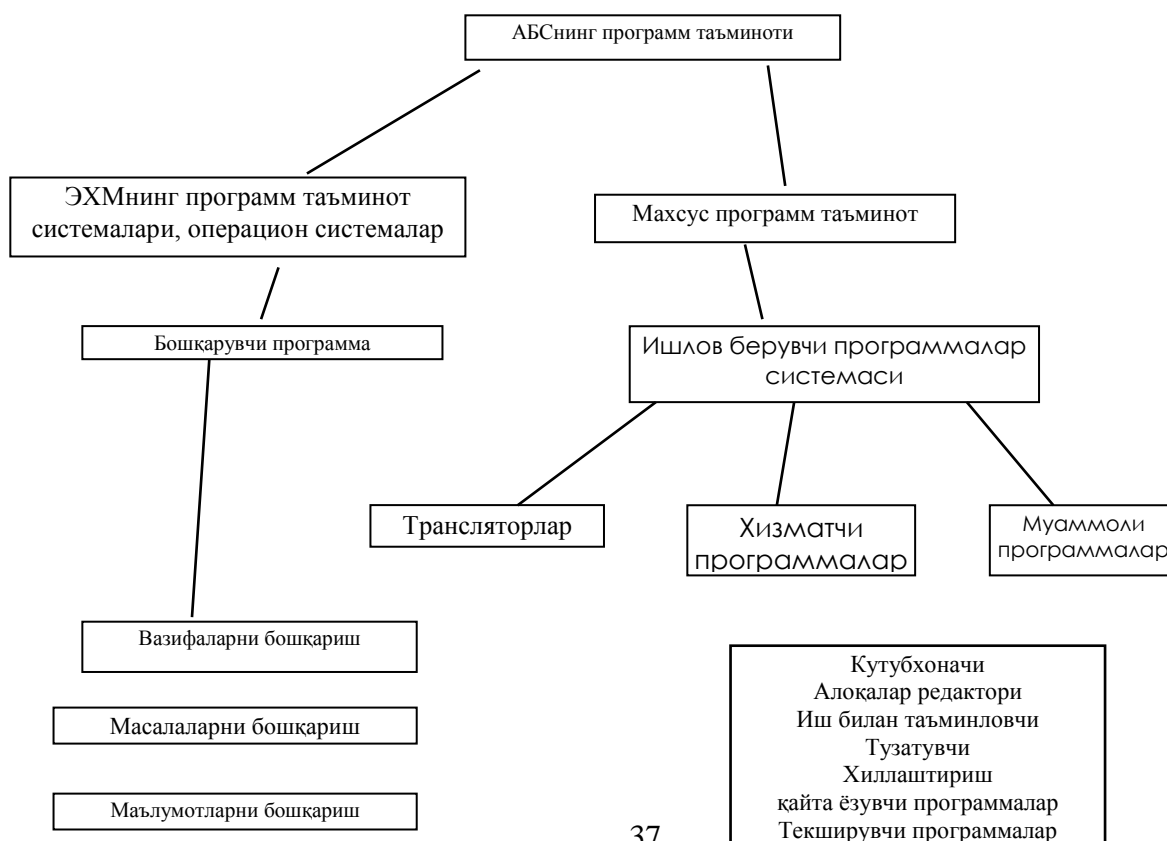 АБСнинг программ таъминоти
ЭХМнинг программ таъминот
системалари, операцион системалар
Махсус программ таъминот
Бошқарувчи программа
Ишлов берувчи программалар
системаси
Трансляторлар
Хизматчи
программалар
Муаммоли
программалар
Вазифаларни бошқариш
Масалаларни бошқариш
Маълумотларни бошқариш
Кутубхоначи
Алоқалар редактори
Иш билан таъминловчи
Тузатувчи
Хиллаштириш
қайта ёзувчи программалар
Текширувчи программалар
37